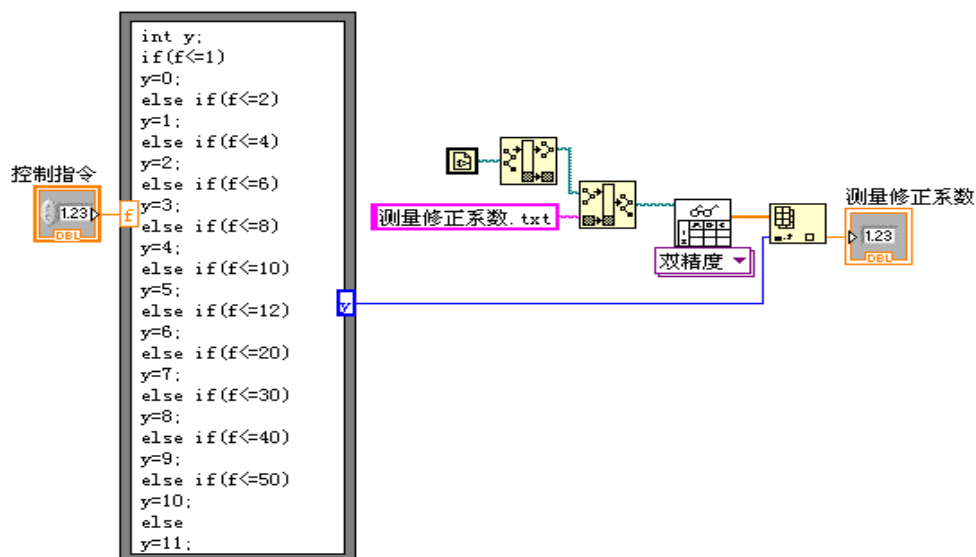 控制指令
1.23
DBL
f
int y;
if(f<=1)
y=0;
else if(f<=2)
y=1;
else if(f<=4)
y=2;
else if(f<=6)
y=3;
else if(f<=8)
y=4;
else if(f<=10)
y=5;
else if(f<=12)
y=6;
else if(f<=20)
y=7;
else if(f<=30)
y=8;
else if(f<=40)
y=9;
else if(f<=50)
y=10;
else
y=11;
y
测量修正系数.txt
双精度
测量修正系数
1.23
DBL